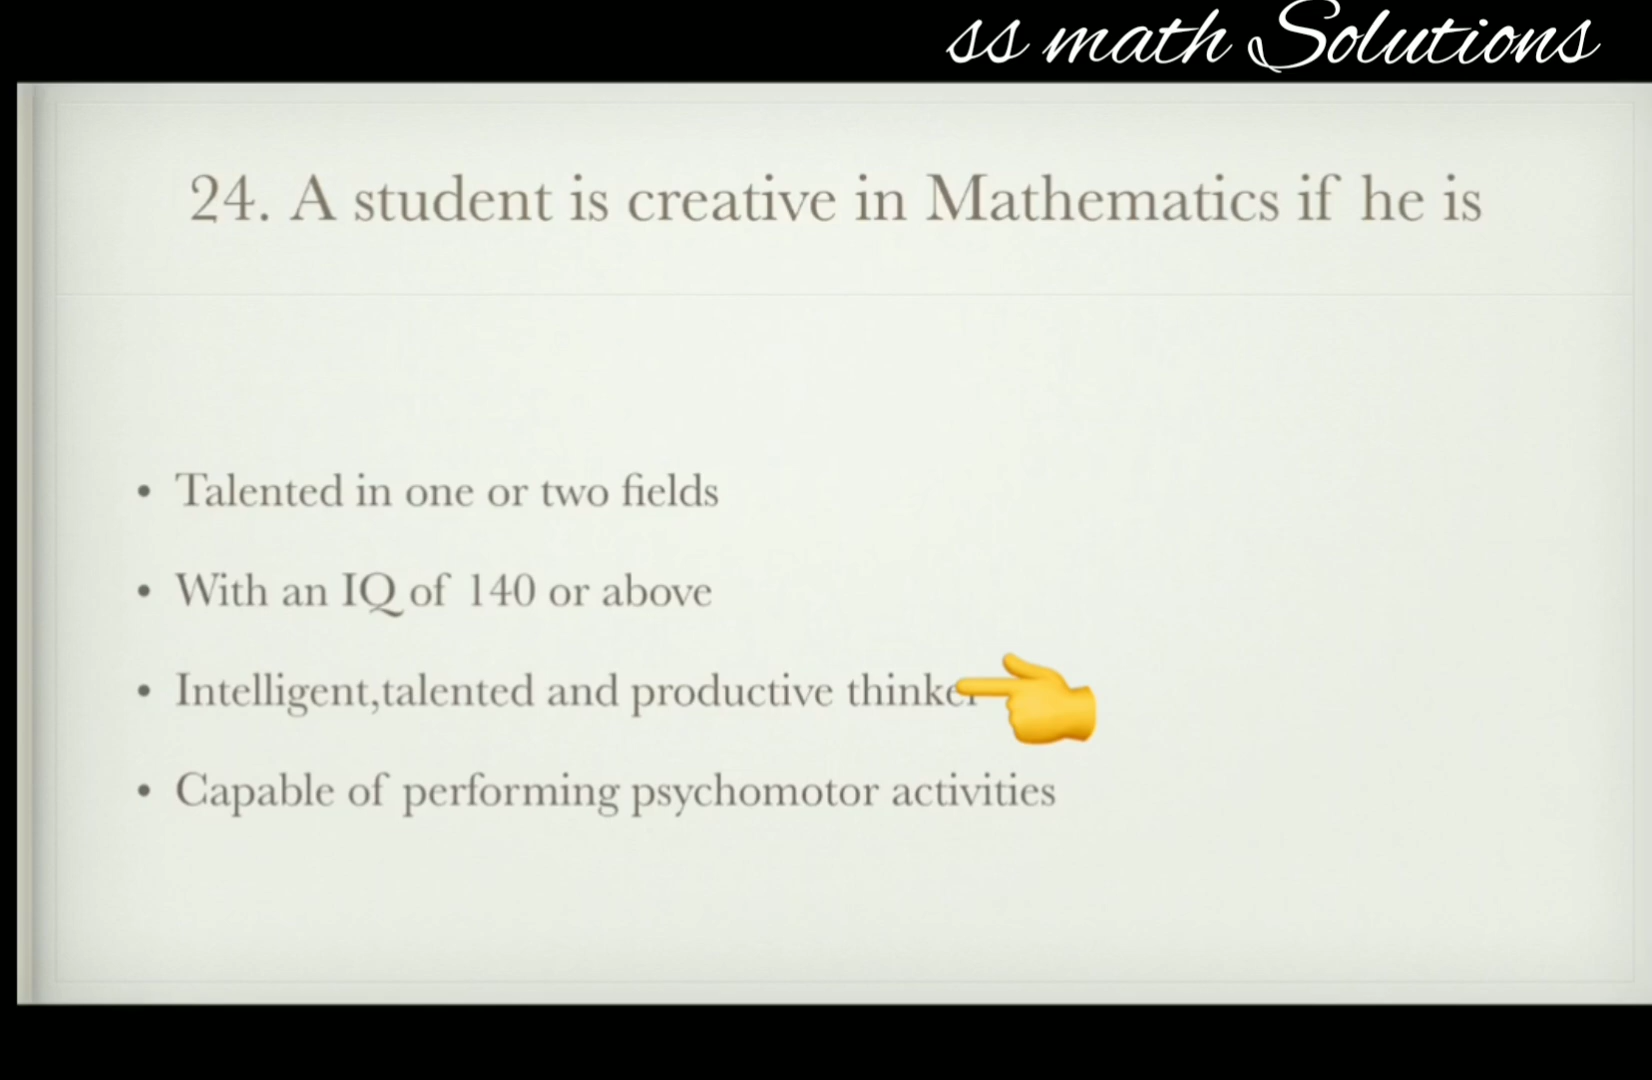 ss math Solutions
24. A student is creative in Mathematics if he is
• Talented in one or two fields
• With an IQ of 140 or above
• Intelligent,talented and productive thinker
• Capable of performing psychomotor activities